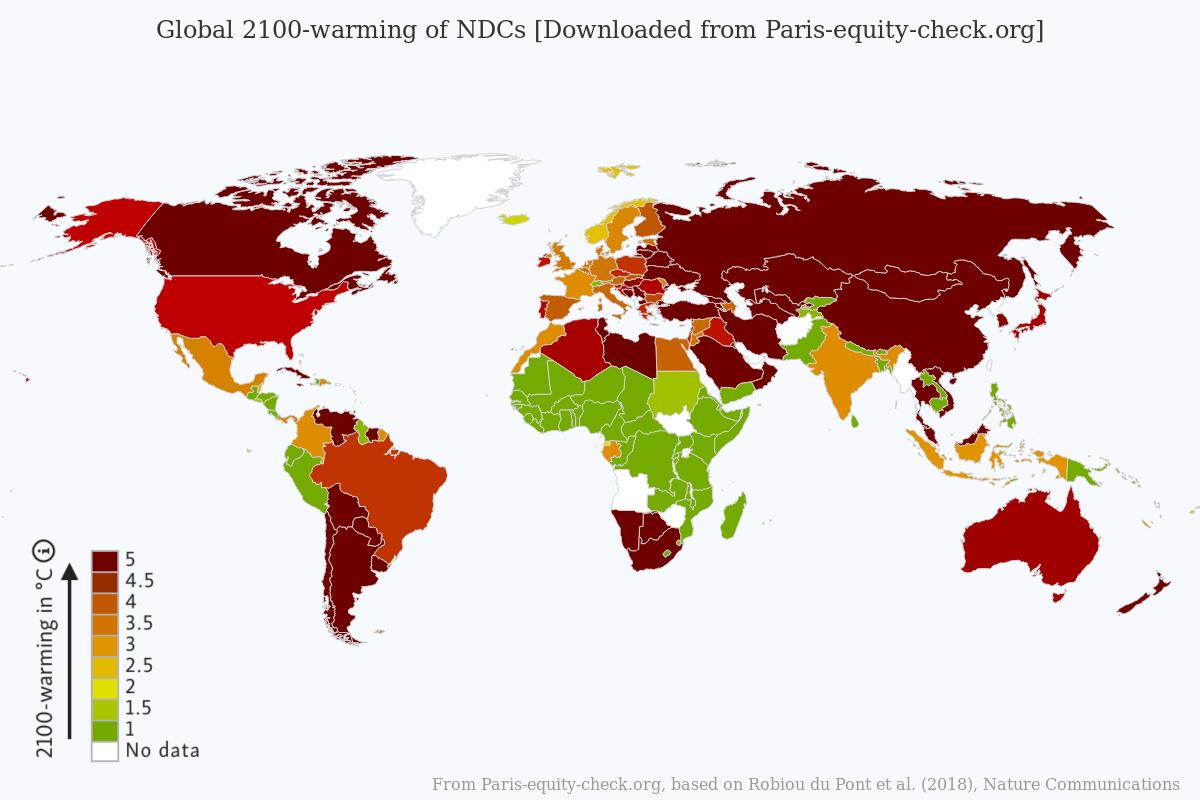 Global 2100-warming of NDCs [Downloaded from Paris-equity-check.org]
2100-warming in °C
5
4.5
4
3.5
3
2.5
2
1.5
1
No data
From Paris-equity-check.org, based on Robiou du Pont et al. (2018), Nature Communications